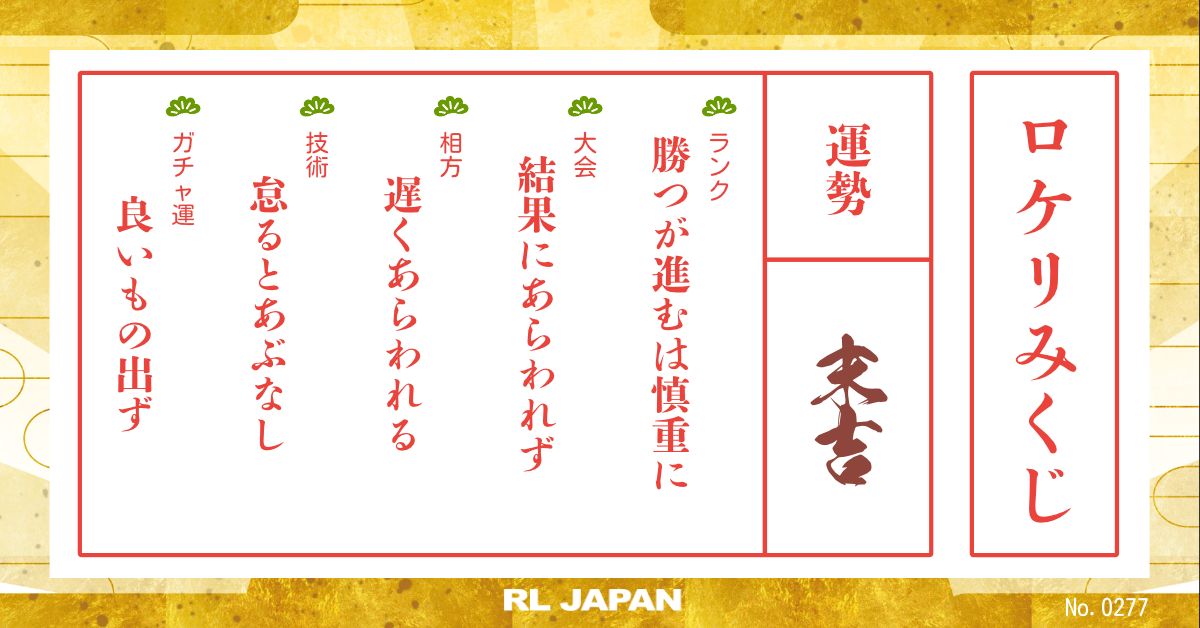 ロケリみくじ
運勢
末吉
ランク
勝つが進むは慎重に
大会
結果にあらわれず
相方
遅くあらわれる
技術
怠るとあぶなし
ガチャ運
良いもの出ず
RL JAPAN
No. 0277